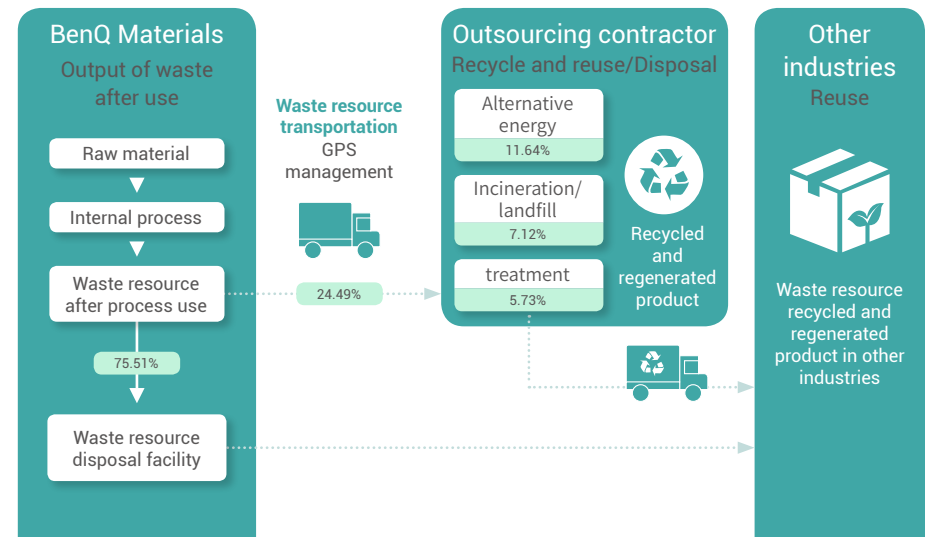 BenQ Materials
Output of waste
after use
Raw material
Internal process
Waste resource
after process use
75.51%
Waste resource
disposal facility
Waste resource
transportation
GPS
management
24.49%
Outsourcing contractor
Recycle and reuse/Disposal
Alternative
energy
11.64%
Incineration/
landfill
7.12%
treatment
5.73%
Recycled
and
regenerated
product
Other
industries
Reuse
Waste resource
recycled and
regenerated
product in other
industries